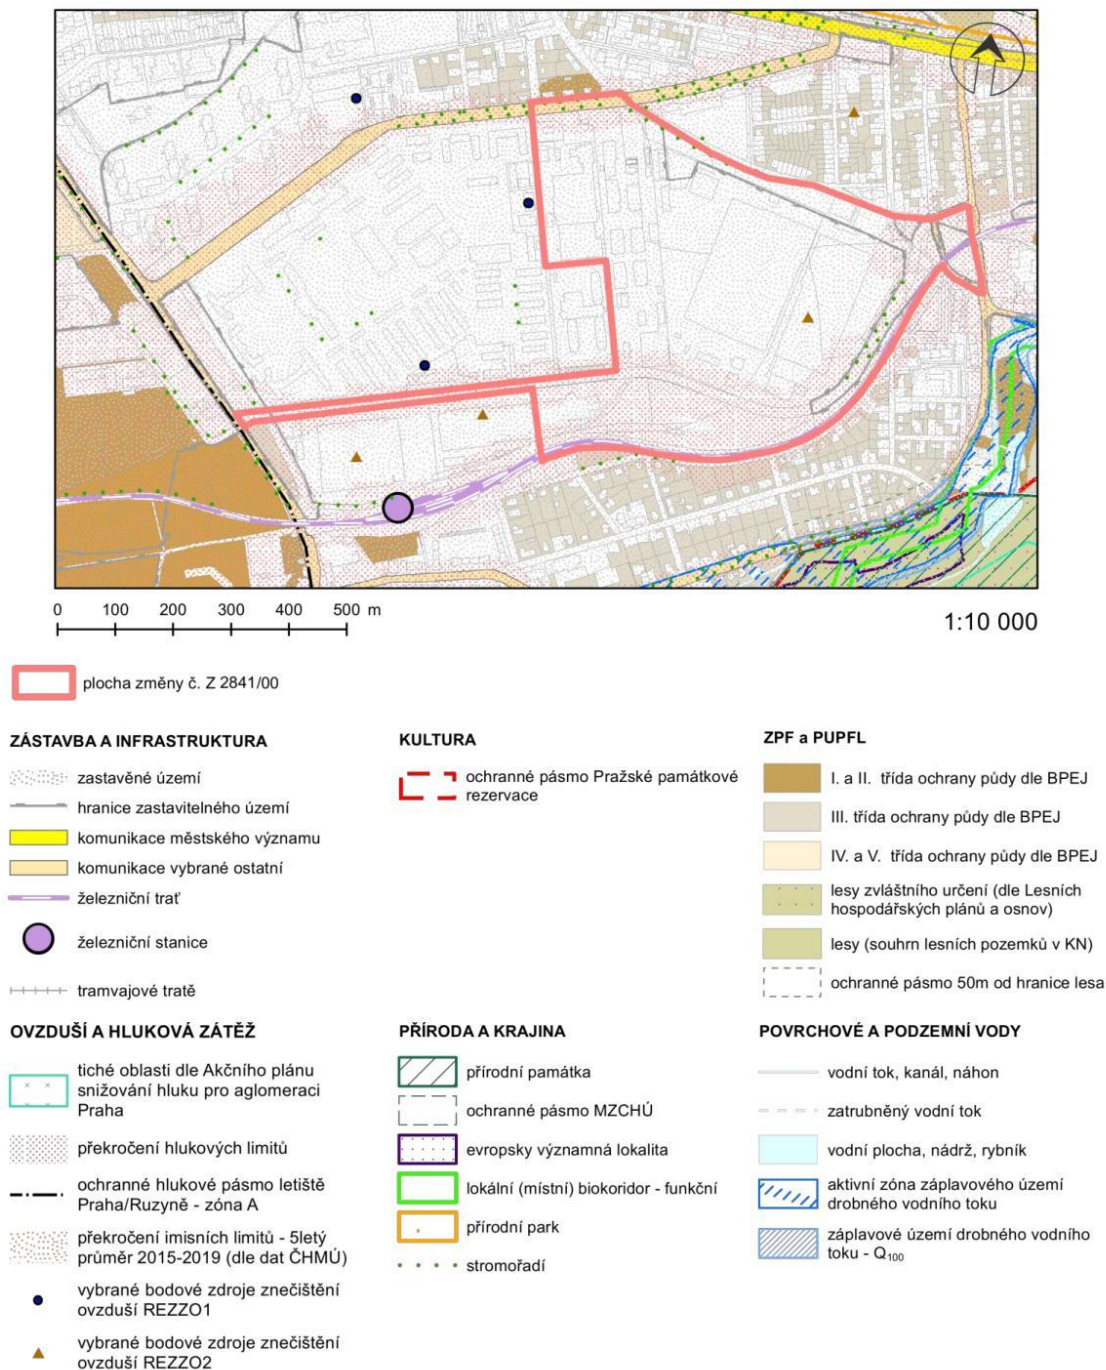 0 100 200 300 400 500 m
1:10 000
plocha změny č. Z 2841/00
ZÁSTAVBA A INFRASTRUKTURA
zastavěné území
hranice zastavitelného území
komunikace městského významu
komunikace vybrané ostatní
železniční trať
železniční stanice
tramvajové tratě
KULTURA
ochranné pásmo Pražské památkové
rezervace
ZPF a PUPFL
I. a II. třída ochrany půdy dle BPEJ
III. třída ochrany půdy dle BPEJ
IV. a V. třída ochrany půdy dle BPEJ
lesy zvláštního určení (dle Lesních
hospodářských plánů a osnov)
lesy (souhrn lesních pozemků v KN)
ochranné pásmo 50m od hranice lesa
OVZDUŠÍ A HLUKOVÁ ZÁTĚŽ
tiché oblasti dle Akčního plánu
snižování hluku pro aglomeraci
Praha
překročení hlukových limitů
ochranné hlukové pásmo letiště
Praha/Ruzyně - zóna A
překročení imisních limitů - 5letý
průměr 2015-2019 (dle dat ČHMÚ)
vybrané bodové zdroje znečištění
ovzduší REZZO1
vybrané bodové zdroje znečištění
ovzduší REZZO2
PŘÍRODA A KRAJINA
přírodní památka
ochranné pásmo MZCHÚ
evropsky významná lokalita
lokální (místní) biokoridor - funkční
přírodní park
stromořadí
POVRCHOVÉ A PODZEMNÍ VODY
vodní tok, kanál, náhon
zatrubněný vodní tok
vodní plocha, nádrž, rybník
aktivní zóna záplavového území
drobného vodního toku
záplavové území drobného vodního
toku - Q₁₀₀